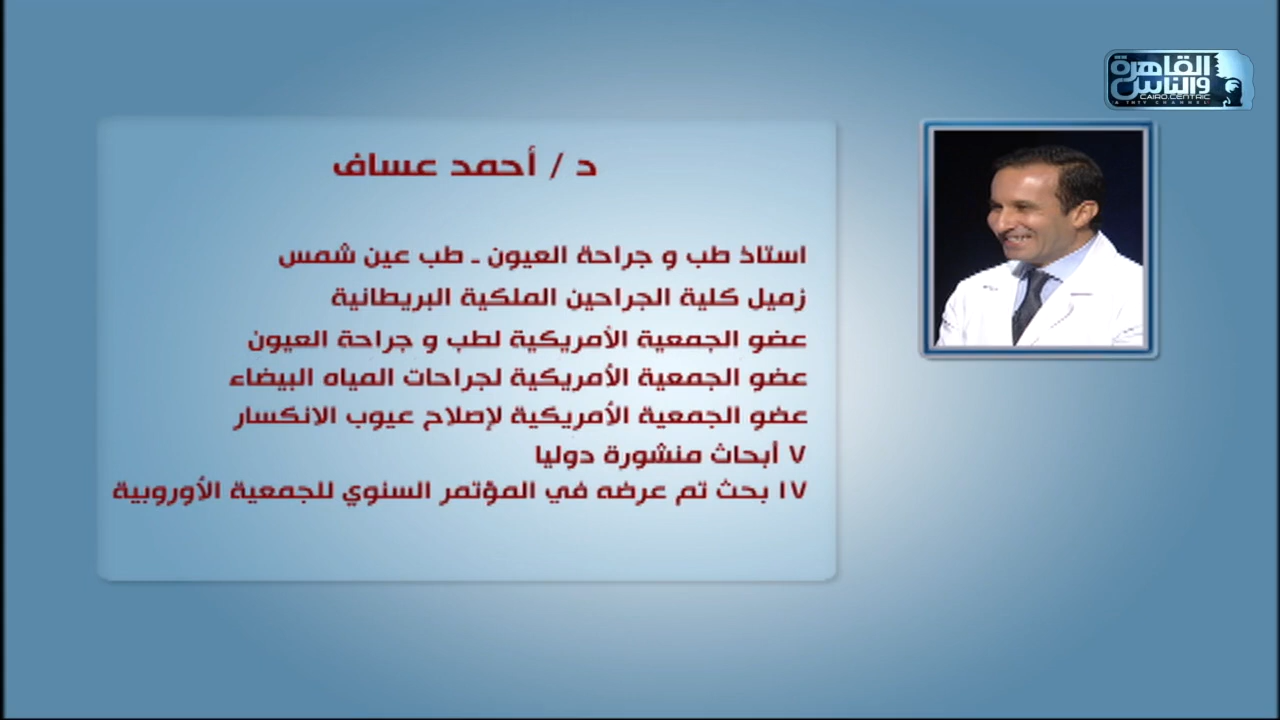 القاهرة
والناس
CAIRO.CENTRIC
A TNTV CHANNEL
د / أحمد عساف
استاذ طب و جراحة العيون - طب عين شمس
زميل كلية الجراحين الملكية البريطانية
عضو الجمعية الأمريكية لطب و جراحة العيون
عضو الجمعية الأمريكية لجراحات المياه البيضاء
عضو الجمعية الأمريكية لإصلاح عيوب الانكسار
٧ أبحاث منشورة دوليا
١٧ بحث تم عرضه في المؤتمر السنوي للجمعية الأوروبية